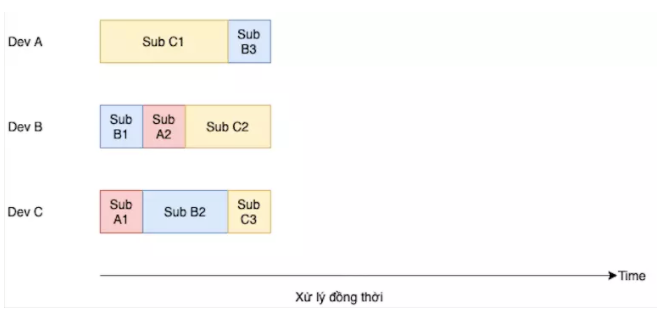 Dev A
Sub C1
Sub
B3
Dev B
Sub
B1
Sub
A2
Sub C2
Dev C
Sub
A1
Sub B2
Sub
C3
Time
Xử lý đồng thời